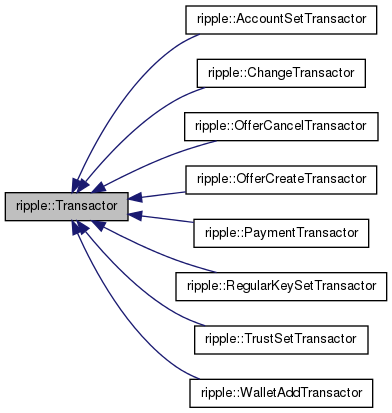 ripple::AccountSetTransactor
ripple::ChangeTransactor
ripple::OfferCancelTransactor
ripple::OfferCreateTransactor
ripple::Transactor
ripple::PaymentTransactor
ripple::RegularKeySetTransactor
ripple::TrustSetTransactor
ripple::WalletAddTransactor